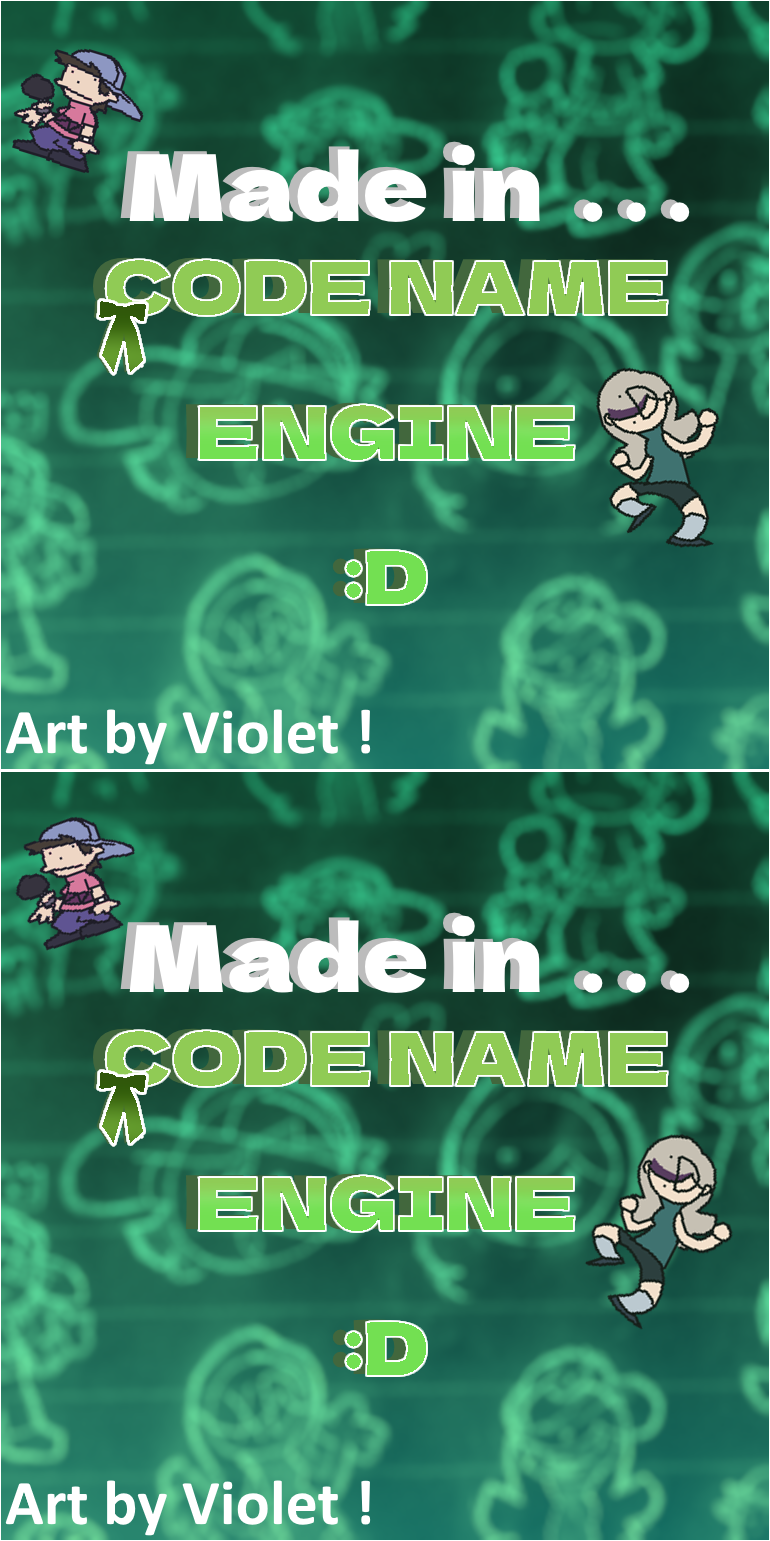 Made in ...
CODE NAME
ENGINE
:D
Art by Violet !
Made in ...
CODE NAME
ENGINE
:D
Art by Violet !